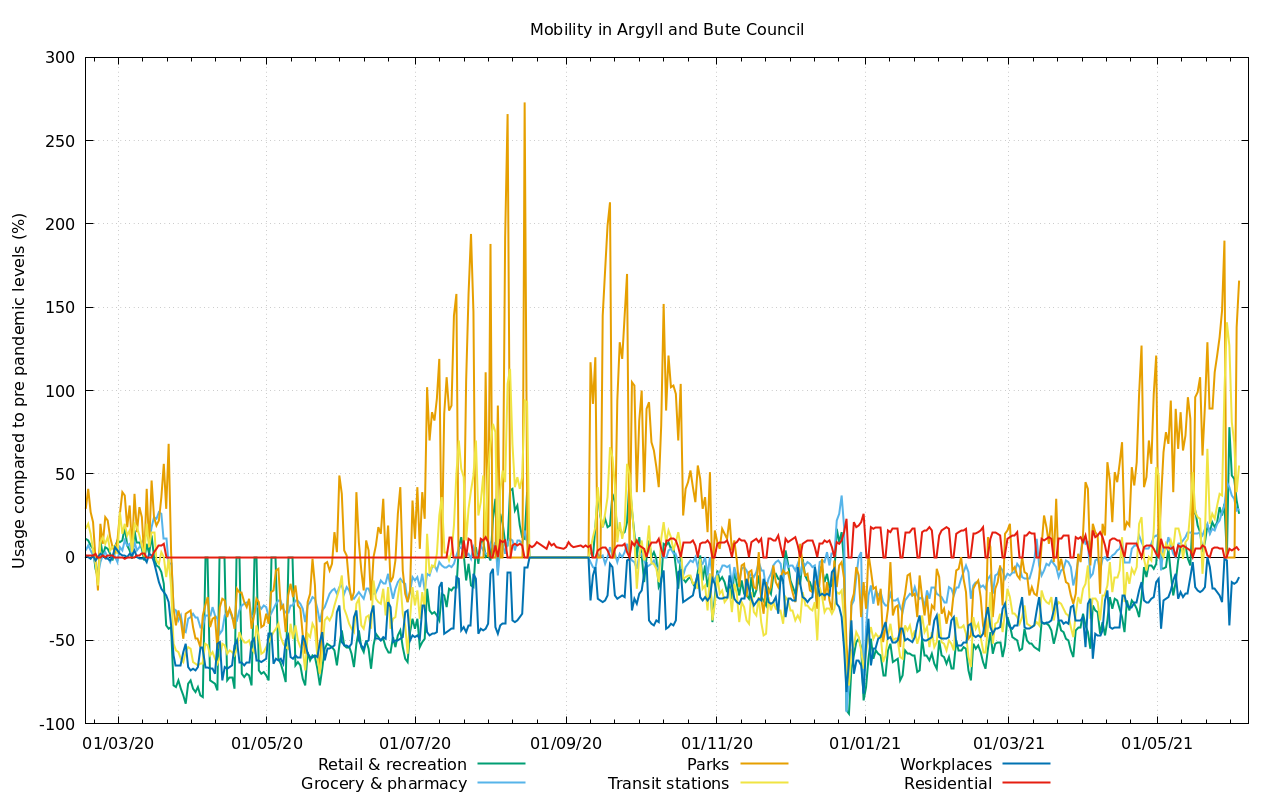 Mobility in Argyll and Bute Council
Usage compared to pre pandemic levels (%)
300
250
200
150
100
50
0
-50
-100
01/03/20 01/05/20 01/07/20 01/09/20 01/11/20 01/01/21 01/03/21 01/05/21
Retail & recreation Parks Workplaces
Grocery & pharmacy Transit stations Residential